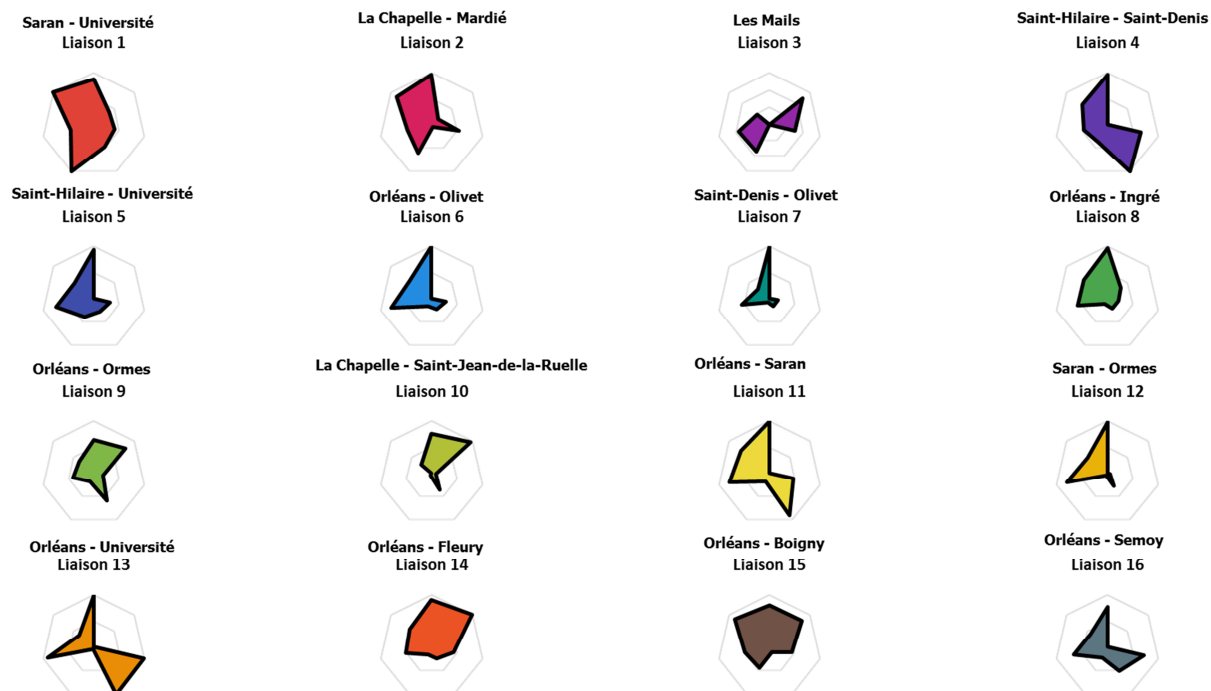 Saran - Université
Liaison 1
La Chapelle - Mardié
Liaison 2
Les Mails
Liaison 3
Saint-Hilaire - Saint-Denis
Liaison 4
Saint-Hilaire - Université
Liaison 5
Orléans - Olivet
Liaison 6
Saint-Denis - Olivet
Liaison 7
Orléans - Ingré
Liaison 8
Orléans - Ormes
Liaison 9
La Chapelle - Saint-Jean-de-la-Ruelle
Liaison 10
Orléans - Saran
Liaison 11
Saran - Ormes
Liaison 12
Orléans - Université
Liaison 13
Orléans - Fleury
Liaison 14
Orléans - Boigny
Liaison 15
Orléans - Semoy
Liaison 16